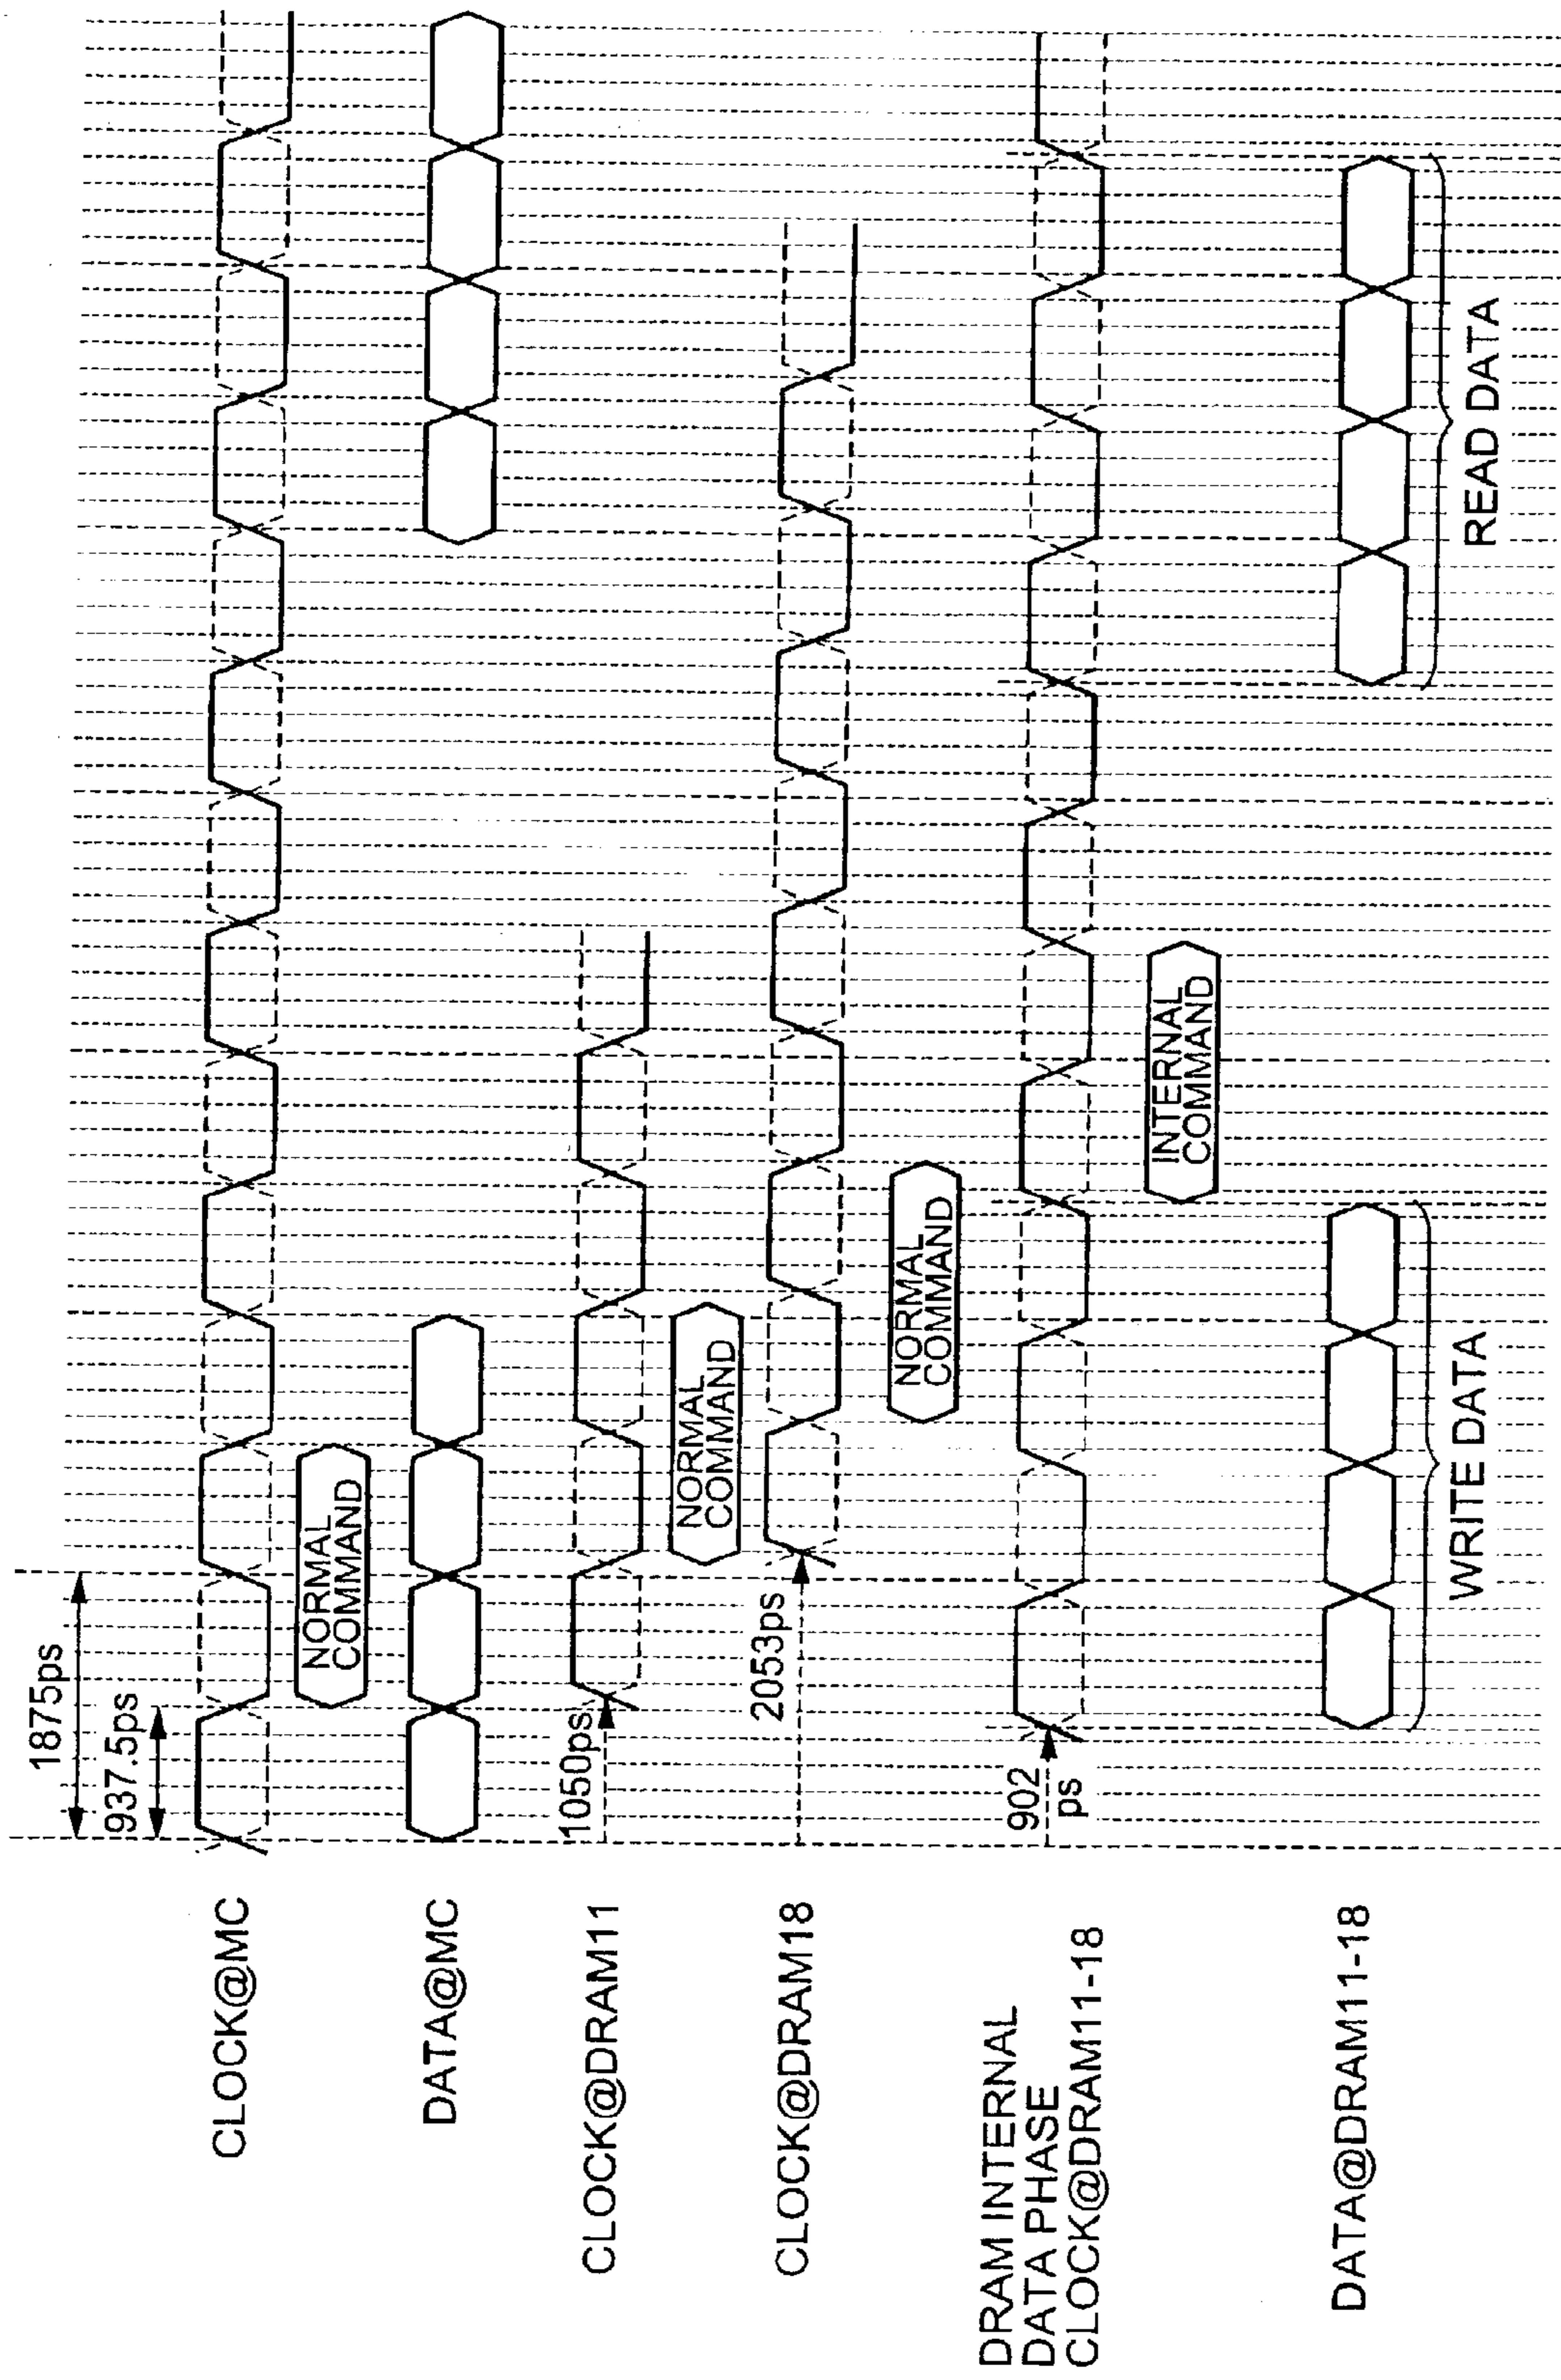 1875ps
937.5ps
CLOCK@MC
NORMAL
COMMAND
DATA@MC
1050ps
CLOCK@DRAM11
NORMAL
COMMAND
2053ps
CLOCK@DRAM18
NORMAL
COMMAND
902
ps
DRAM INTERNAL
DATA PHASE
CLOCK@DRAM11-18
INTERNAL
COMMAND
DATA@DRAM11-18
WRITE DATA
READ DATA